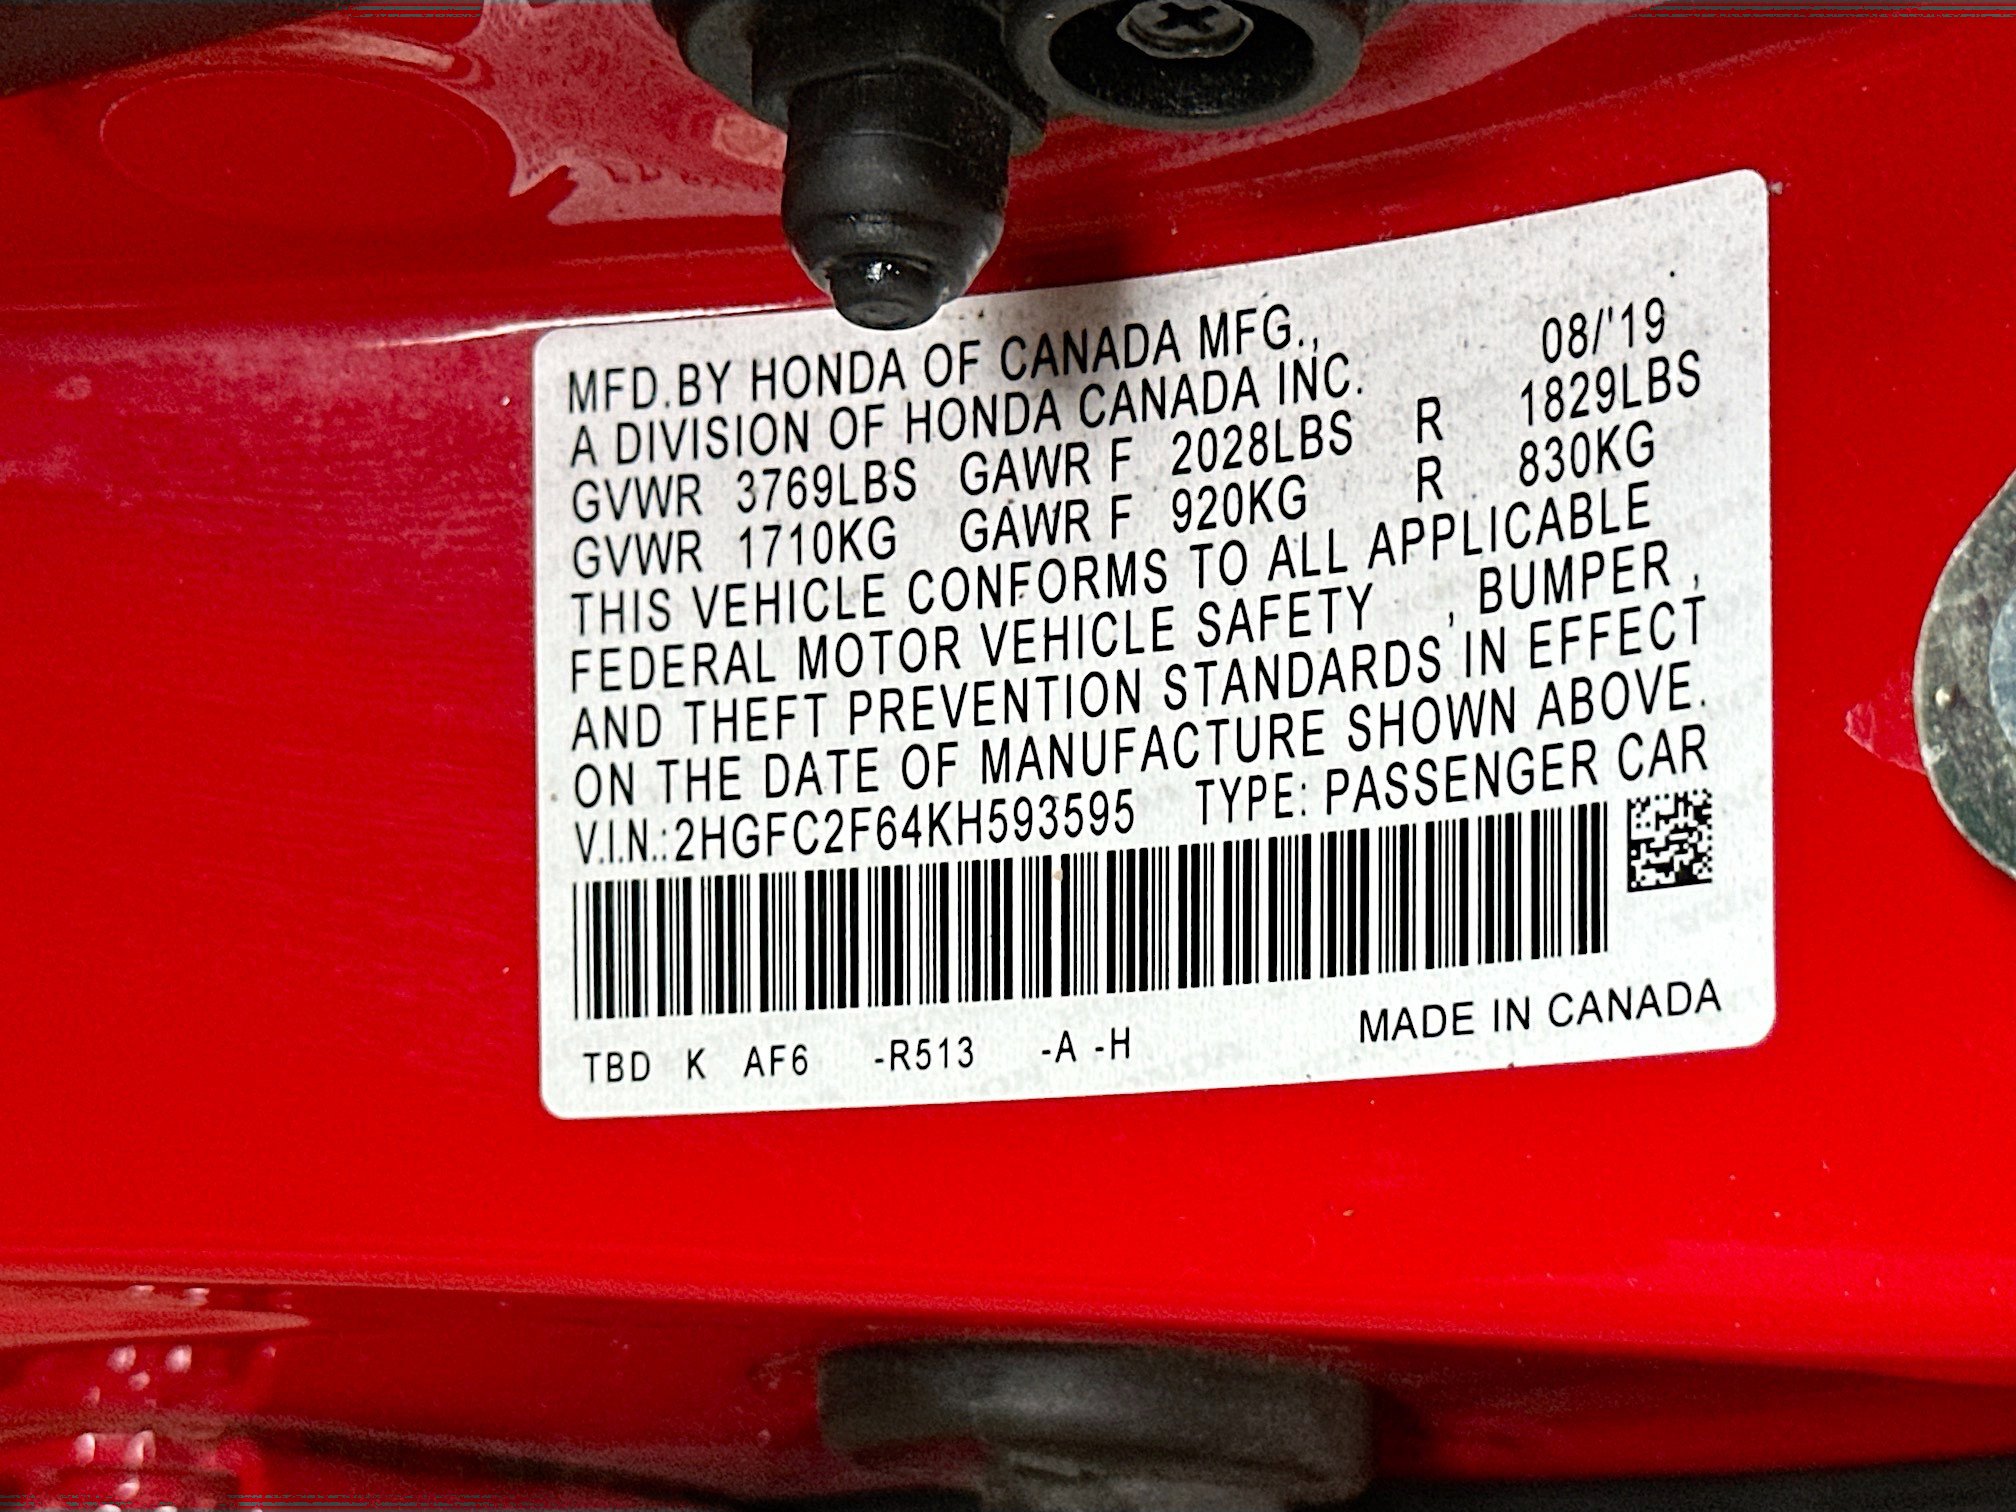 MFD.BY HONDA OF CANADA MFG., 08/'19
A DIVISION OF HONDA CANADA INC.
GVWR 3769LBS GAWR F 2028LBS R 1829LBS
GVWR 1710KG GAWR F 920KG R 830KG
THIS VEHICLE CONFORMS TO ALL APPLICABLE
FEDERAL MOTOR VEHICLE SAFETY , BUMPER ,
AND THEFT PREVENTION STANDARDS IN EFFECT
ON THE DATE OF MANUFACTURE SHOWN ABOVE.
V.I.N.:2HGFC2F64KH593595 TYPE: PASSENGER CAR
TBD K AF6 -R513 -A -H MADE IN CANADA